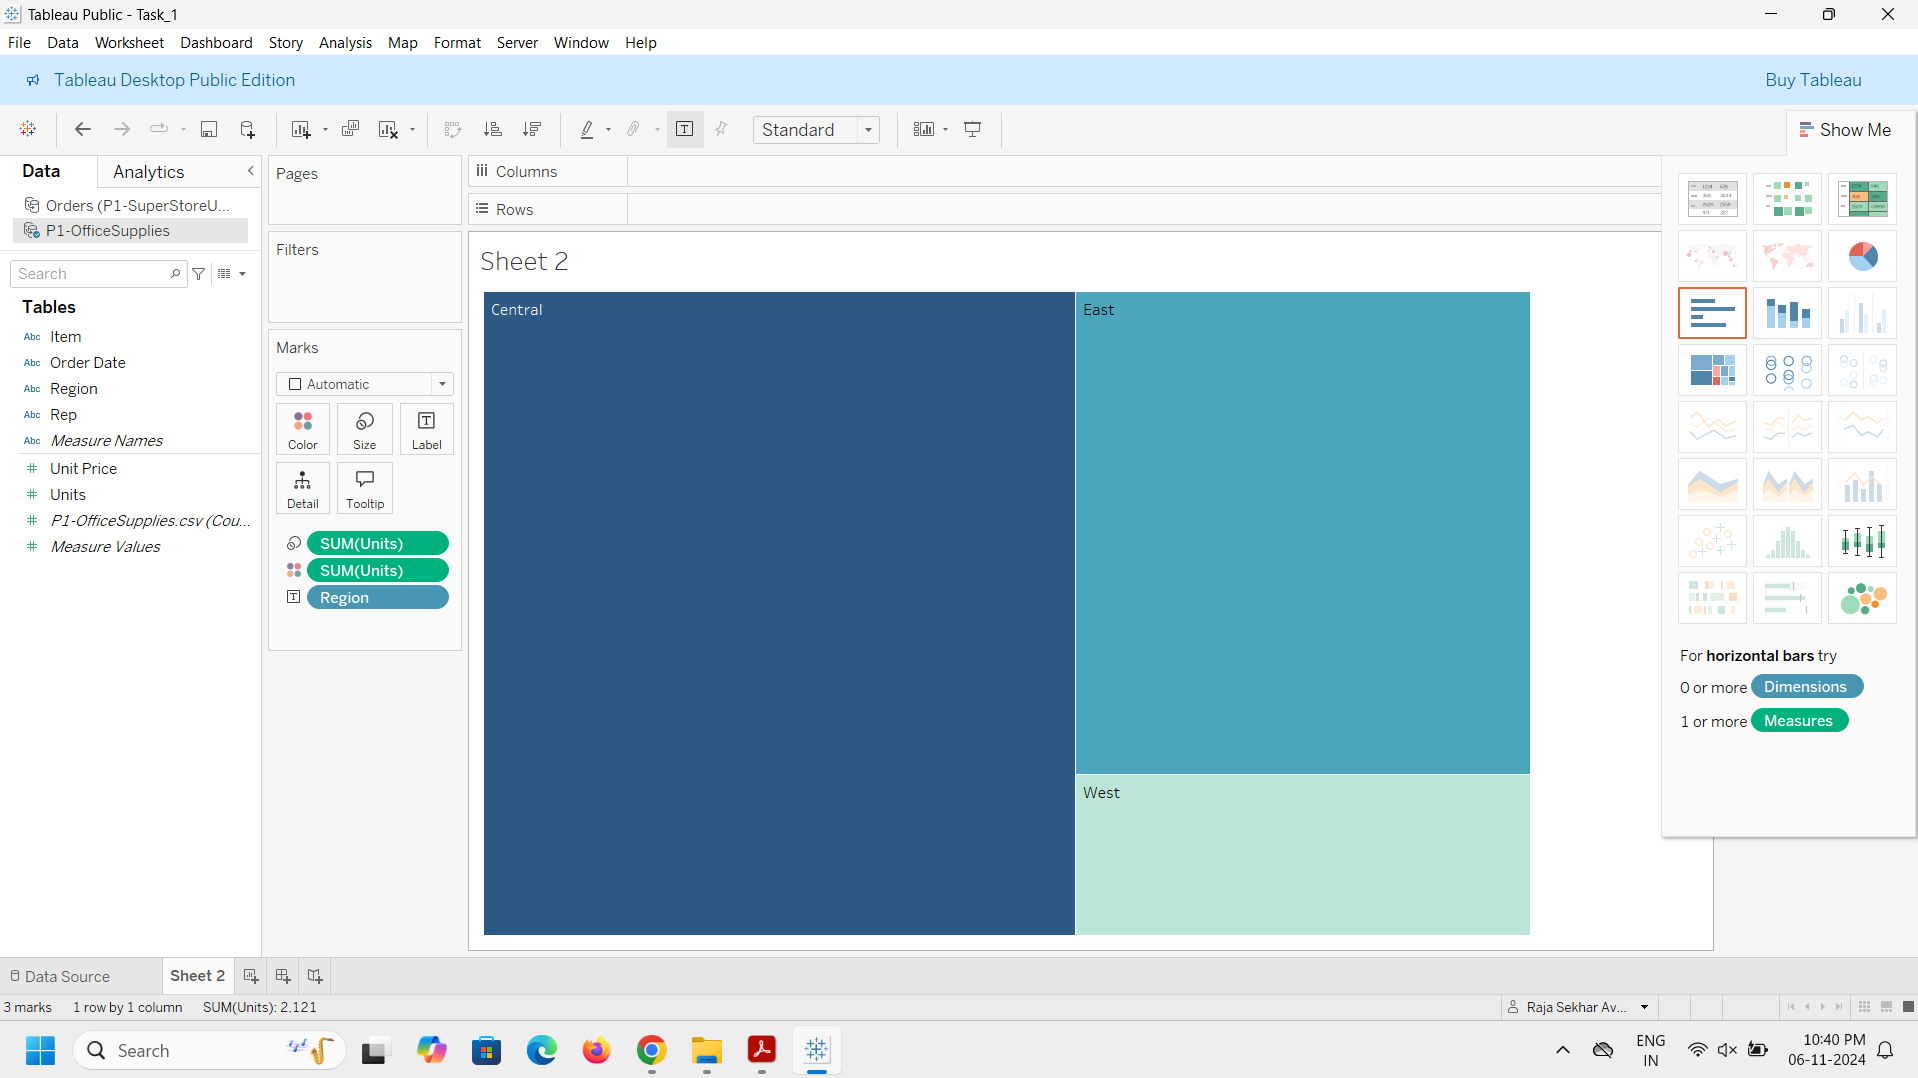 Tableau Public - Task_1
File Data Worksheet Dashboard Story Analysis Map Format Server Window Help
Tableau Desktop Public Edition
Buy Tableau
Standard
Show Me
Data
Analytics
Orders (P1-SuperStoreU...
P1-OfficeSupplies
Search
Tables
Abc Item
Abc Order Date
Abc Region
Abc Rep
Abc Measure Names
Unit Price
Units
P1-OfficeSupplies.csv (Cou...
Measure Values
Pages
Filters
Marks
Automatic
Color
Size
Label
Detail
Tooltip
SUM(Units)
SUM(Units)
Region
Columns
Rows
Sheet 2
Central
East
West
For horizontal bars try
0 or more Dimensions
1 or more Measures
Data Source
Sheet 2
3 marks
1 row by 1 column
SUM(Units): 2,121
Raja Sekhar Av...
Search
ENG
IN
10:40 PM
06-11-2024